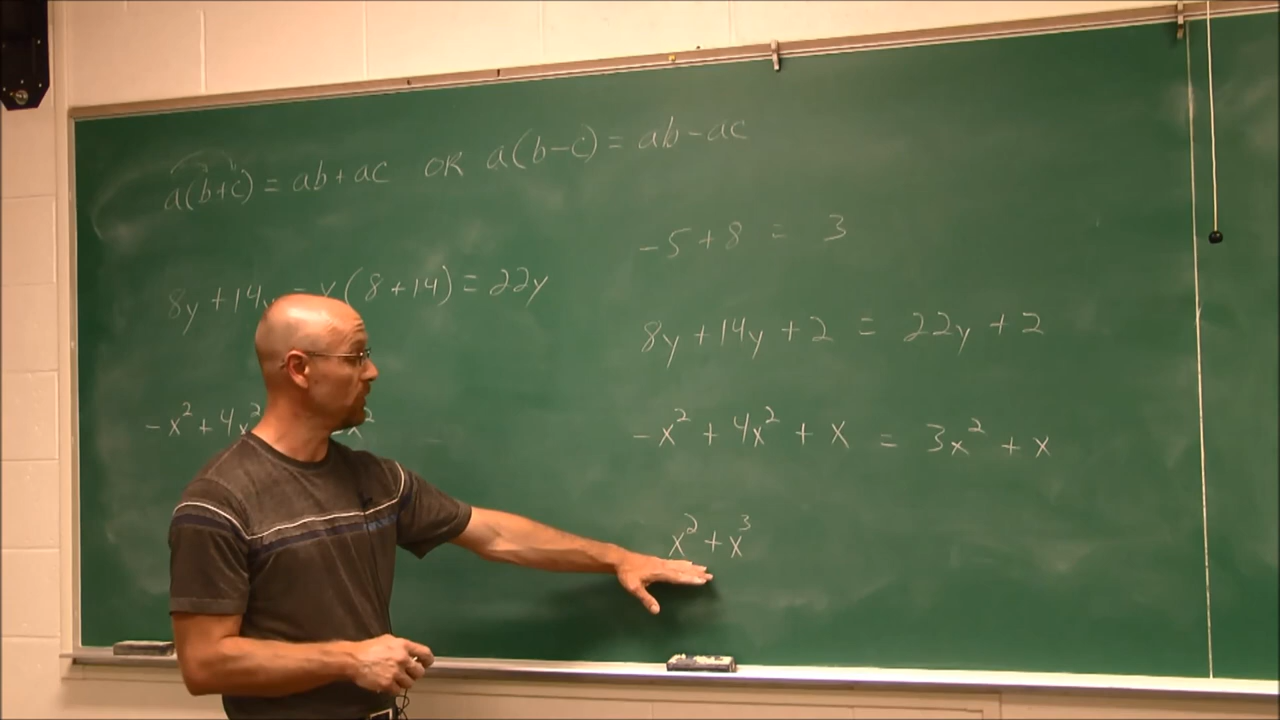 a(b+c) = ab+ac OR a(b-c) = ab-ac
-5+8 = 3
8y+14y = y(8+14) = 22y
8y+14y+2 = 22y+2
-x²+4x² x²
-x²+4x²+x = 3x²+x
x²+x³